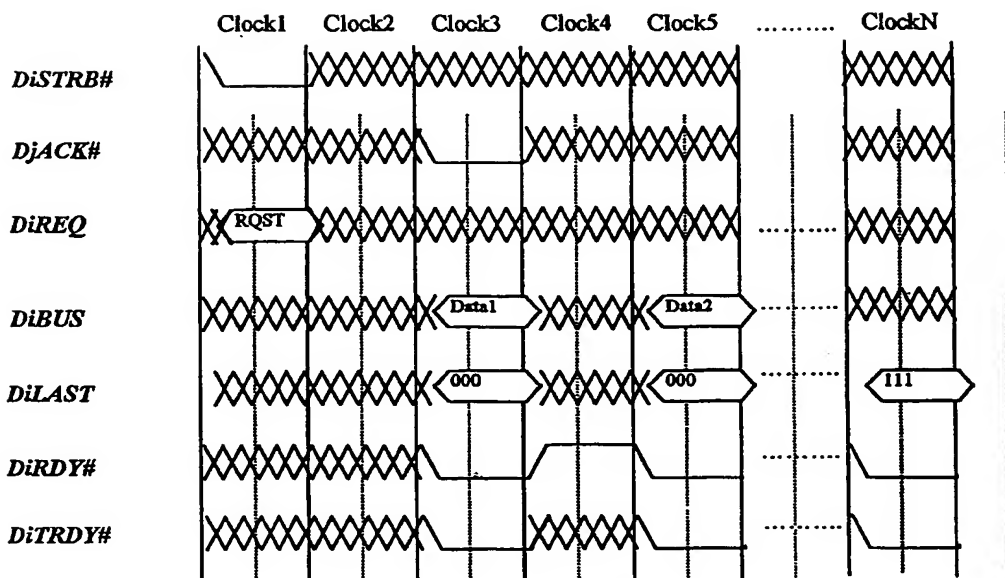 Clock1 Clock2 Clock3 Clock4 Clock5 ......... ClockN
DiSTRB#
DjACK#
DiREQ RQST
DiBUS Data1 Data2
DiLAST 000 000 111
DiRDY#
DiTRDY#